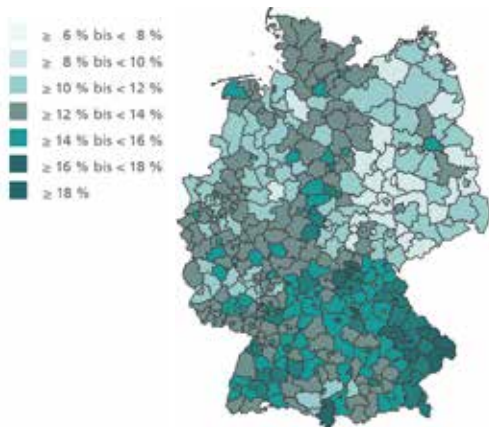 ≥ 6 % bis < 8 %
≥ 8 % bis < 10 %
≥ 10 % bis < 12 %
≥ 12 % bis < 14 %
≥ 14 % bis < 16 %
≥ 16 % bis < 18 %
≥ 18 %